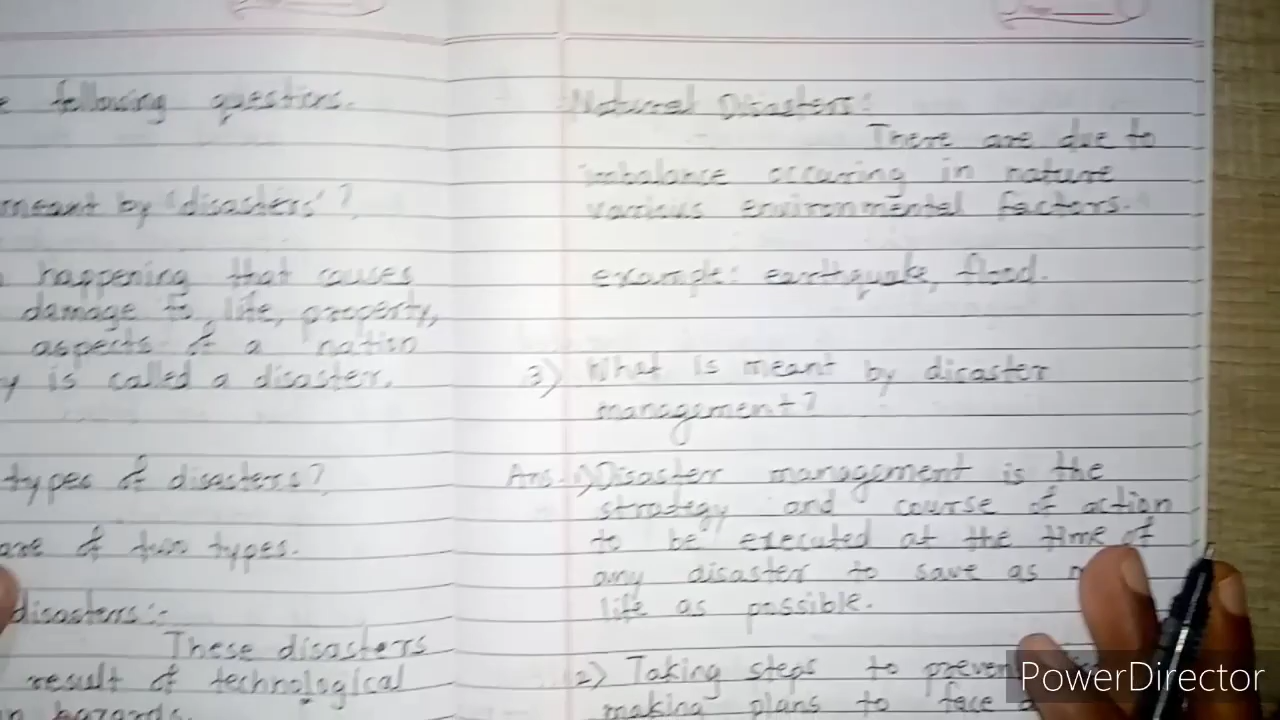 following questions.
meant by 'disasters'?
happening that causes
damage to life, property,
aspects of a nation
y is called a disaster.
types of disasters?
are of two types.
disasters:-
These disasters
result of technological
hazards.
Natural Disasters:
There are due to
imbalance occurring in nature
various environmental factors.
example: earthquake, flood.
3) What is meant by disaster
management?
Ans. 1) Disaster management is the
strategy and course of action
to be executed at the time of
any disaster to save as
life as possible.
2) Taking steps to prevent
making plans to face
PowerDirector